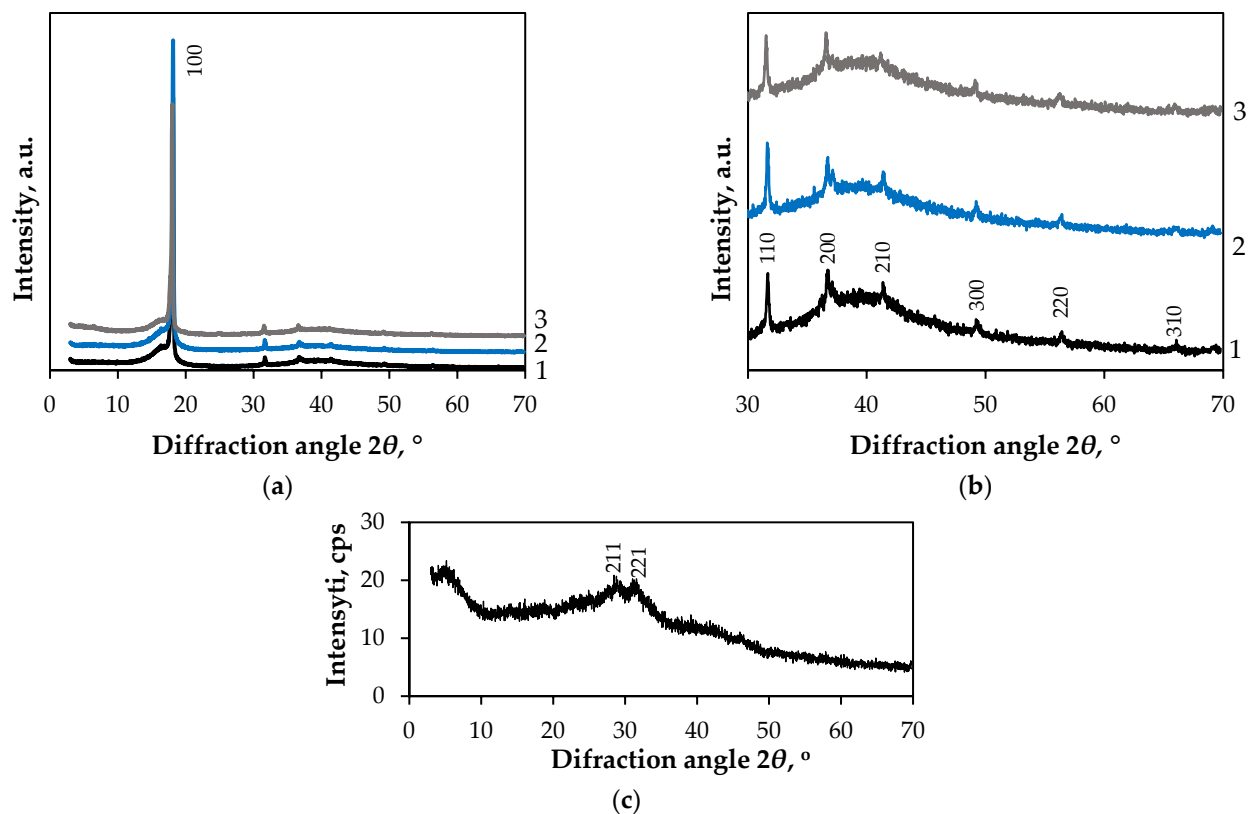 Intensity, a.u.
100
3
2
1
0 10 20 30 40 50 60 70
Diffraction angle 2θ, °
(a)
Intensity, a.u.
3
2
110 200 210 300 220 310
1
30 40 50 60 70
Diffraction angle 2θ, °
(b)
Intensyti, cps
30
20
10
0
211 221
0 10 20 30 40 50 60 70
Difraction angle 2θ, º
(c)